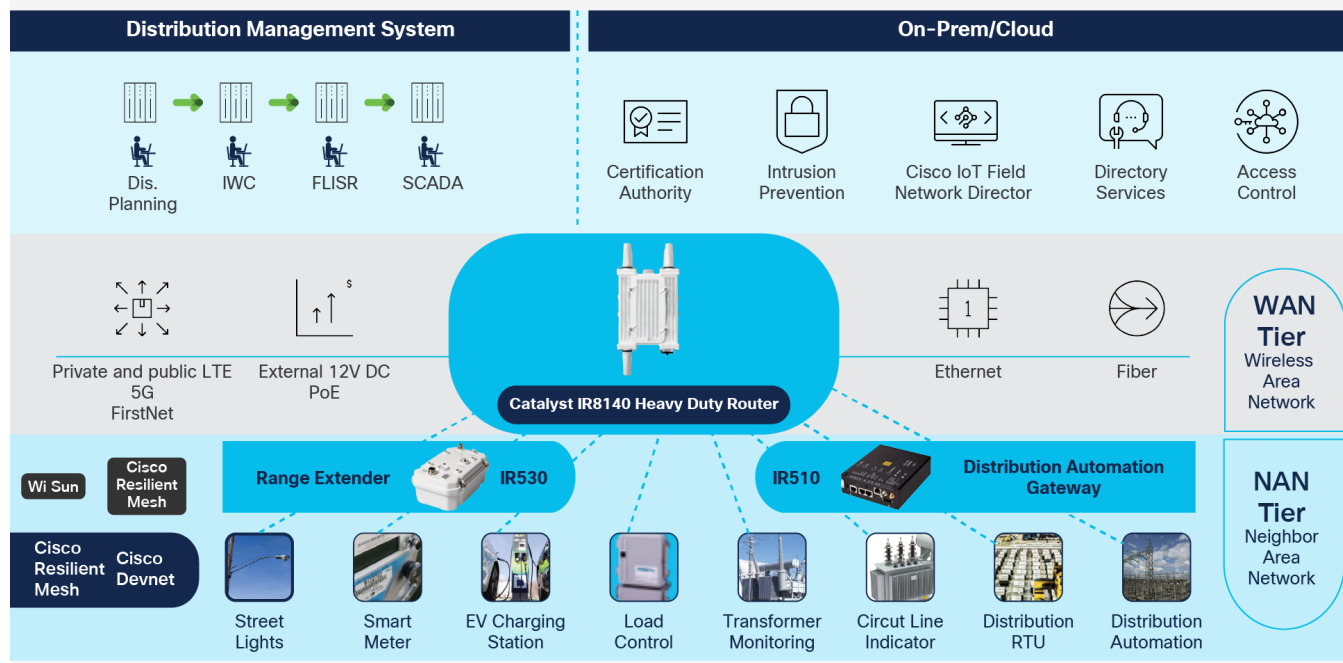 Distribution Management System
On-Prem/Cloud
Dis.
Planning
IWC
FLISR
SCADA
Certification
Authority
Intrusion
Prevention
Cisco IoT Field
Network Director
Directory
Services
Access
Control
$
1
Private and public LTE
5G
FirstNet
External 12V DC
PoE
Catalyst IR8140 Heavy Duty Router
Ethernet
Fiber
WAN
Tier
Wireless
Area
Network
Wi Sun
Cisco
Resilient
Mesh
Range Extender
IR530
IR510
Distribution Automation
Gateway
NAN
Tier
Neighbor
Area
Network
Cisco
Resilient
Mesh
Cisco
Devnet
Street
Lights
Smart
Meter
EV Charging
Station
Load
Control
Transformer
Monitoring
Circut Line
Indicator
Distribution
RTU
Distribution
Automation